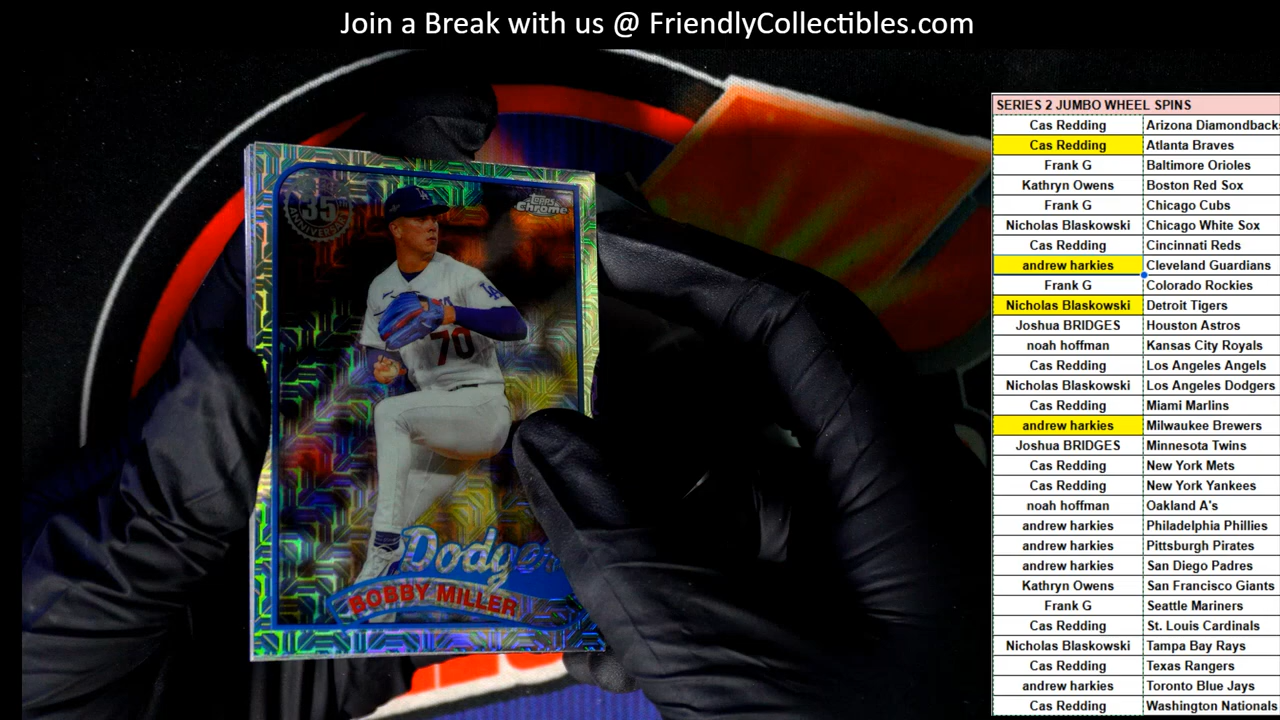 Join a Break with us @ FriendlyCollectibles.com
35th
ANNIVERSARY
Topps
Chrome
LA
LA
70
Dodge
BOBBY MILLER
SERIES 2 JUMBO WHEEL SPINS
Cas Redding Arizona Diamondbacks
Cas Redding Atlanta Braves
Frank G Baltimore Orioles
Kathryn Owens Boston Red Sox
Frank G Chicago Cubs
Nicholas Blaskowski Chicago White Sox
Cas Redding Cincinnati Reds
andrew harkies Cleveland Guardians
Frank G Colorado Rockies
Nicholas Blaskowski Detroit Tigers
Joshua BRIDGES Houston Astros
noah hoffman Kansas City Royals
Cas Redding Los Angeles Angels
Nicholas Blaskowski Los Angeles Dodgers
Cas Redding Miami Marlins
andrew harkies Milwaukee Brewers
Joshua BRIDGES Minnesota Twins
Cas Redding New York Mets
Cas Redding New York Yankees
noah hoffman Oakland A's
andrew harkies Philadelphia Phillies
andrew harkies Pittsburgh Pirates
andrew harkies San Diego Padres
Kathryn Owens San Francisco Giants
Frank G Seattle Mariners
Cas Redding St. Louis Cardinals
Nicholas Blaskowski Tampa Bay Rays
Cas Redding Texas Rangers
andrew harkies Toronto Blue Jays
Cas Redding Washington Nationals